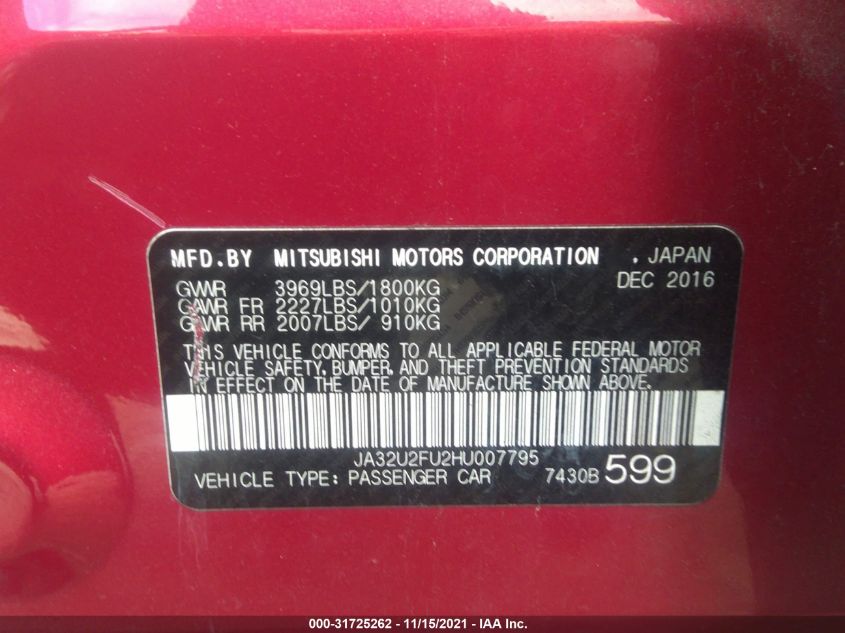 MFD.BY MITSUBISHI MOTORS CORPORATION . JAPAN
DEC 2016
GVWR 3969LBS/1800KG
GAWR FR 2227LBS/1010KG
GAWR RR 2007LBS/ 910KG
THIS VEHICLE CONFORMS TO ALL APPLICABLE FEDERAL MOTOR
VEHICLE SAFETY, BUMPER, AND THEFT PREVENTION STANDARDS
IN EFFECT ON THE DATE OF MANUFACTURE SHOWN ABOVE.
JA32U2FU2HU007795
VEHICLE TYPE: PASSENGER CAR 7430B 599
000-31725262 - 11/15/2021 - IAA Inc.